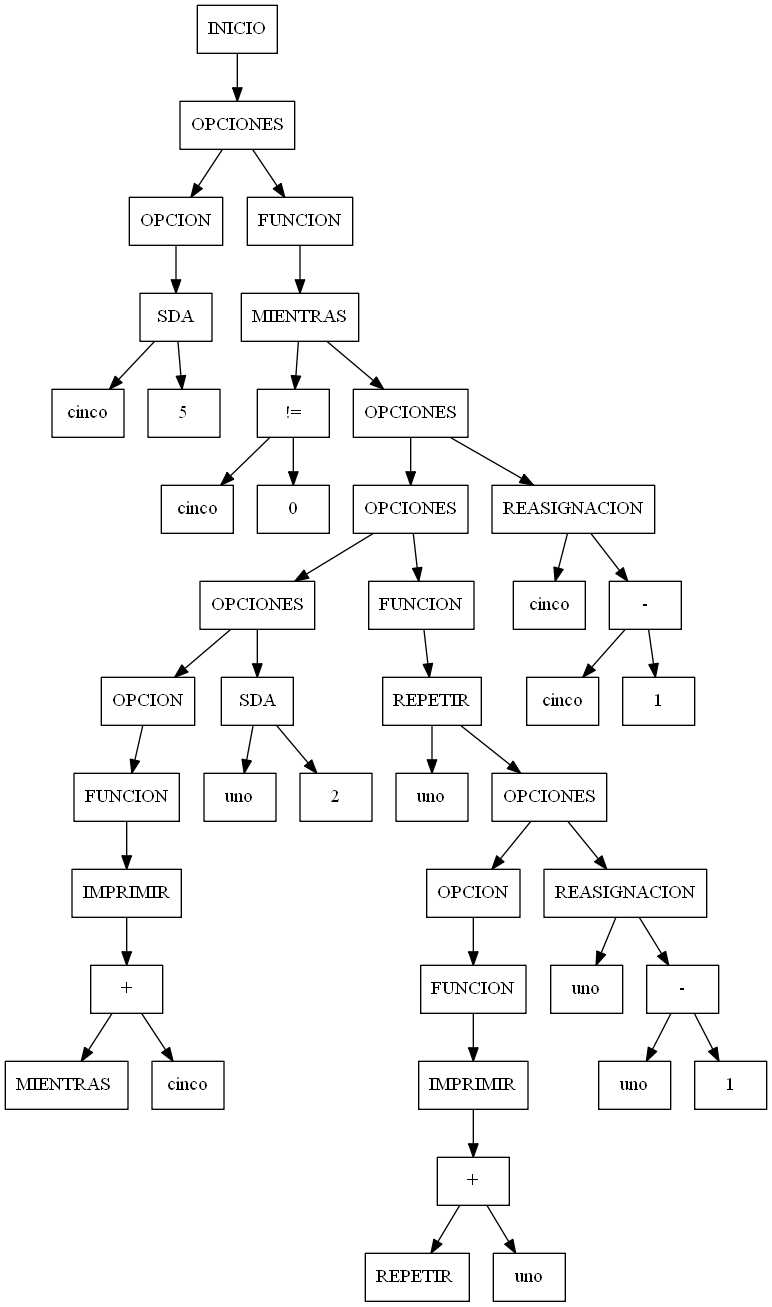 INICIO
OPCIONES
OPCION
FUNCION
SDA
MIENTRAS
cinco
5
!=
OPCIONES
cinco
0
OPCIONES
REASIGNACION
OPCIONES
FUNCION
cinco
-
OPCION
SDA
REPETIR
cinco
1
FUNCION
uno
2
uno
OPCIONES
IMPRIMIR
OPCION
REASIGNACION
+
FUNCION
uno
-
MIENTRAS
cinco
IMPRIMIR
uno
1
+
REPETIR
uno